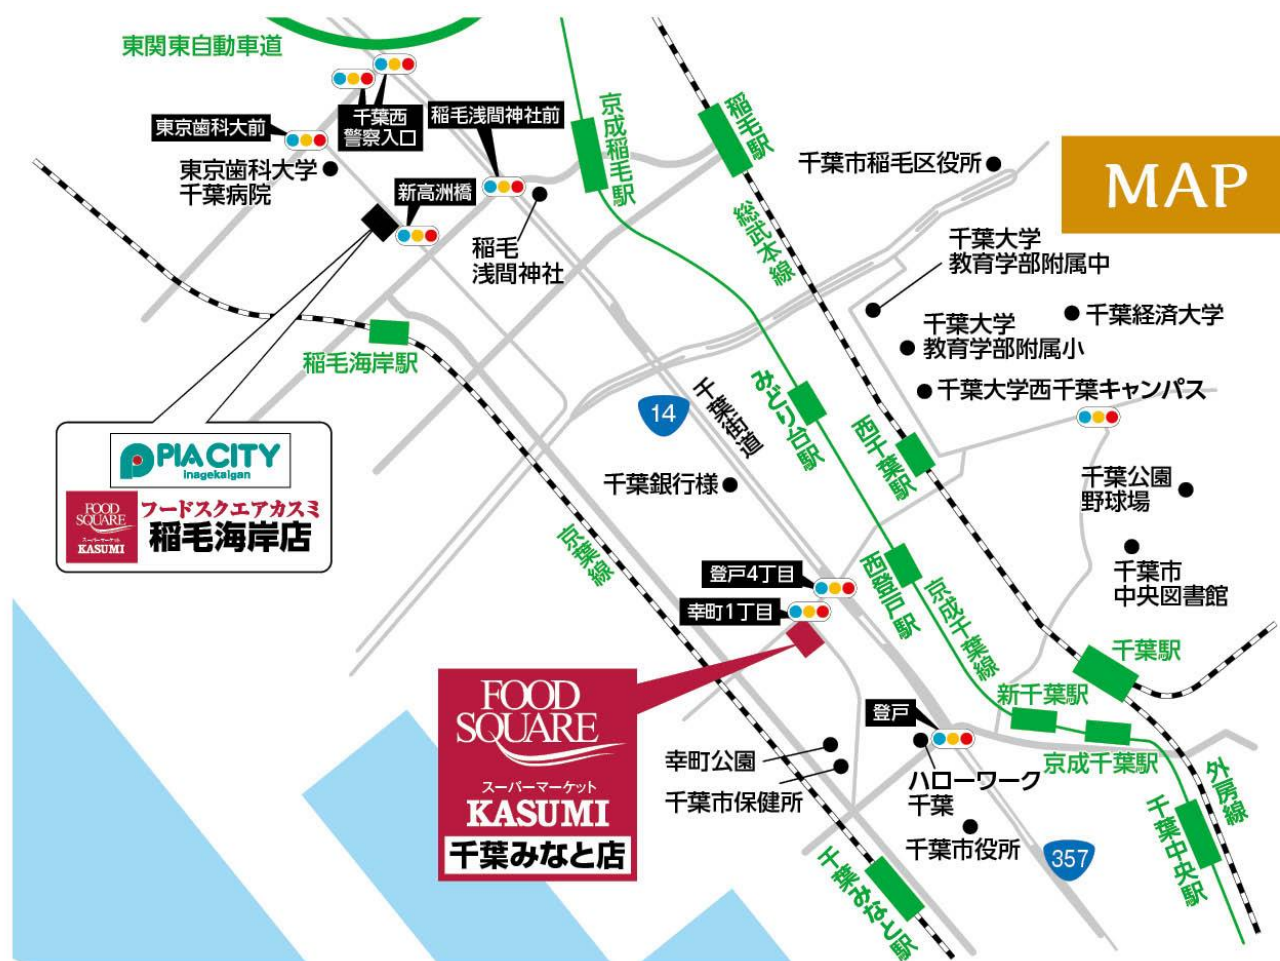 東関東自動車道
千葉西
警察入口
稲毛浅間神社前
東京歯科大前
東京歯科大学
千葉病院
新高洲橋
稲毛
浅間神社
京成稲毛駅
稲毛駅
総武本線
千葉市稲毛区役所
MAP
千葉大学
教育学部附属中
千葉経済大学
千葉大学
教育学部附属小
千葉大学西千葉キャンパス
稲毛海岸駅
PIA CITY
inagekaigan
FOOD
SQUARE
スーパーマーケット
KASUMI
フードスクエアカスミ
稲毛海岸店
14
千葉街道
みどり台駅
西千葉駅
千葉銀行様
千葉公園
野球場
千葉市
中央図書館
京葉線
登戸4丁目
幸町1丁目
西登戸駅
京成千葉線
千葉駅
新千葉駅
京成千葉駅
FOOD
SQUARE
スーパーマーケット
KASUMI
千葉みなと店
登戸
幸町公園
千葉市保健所
ハローワーク
千葉
千葉市役所
357
外房線
千葉中央駅
千葉みなと駅